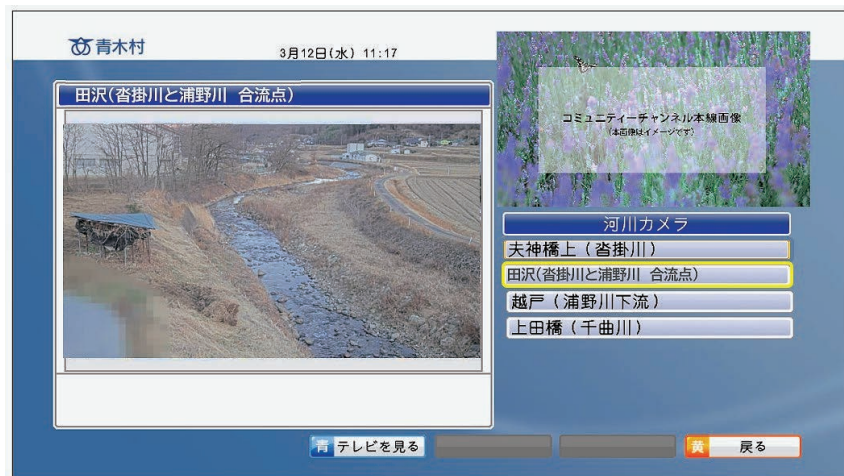 青木村
3月12日(水) 11:17
田沢(沓掛川と浦野川 合流点)
コミュニティーチャンネル本線画像
(本画像はイメージです)
河川カメラ
夫神橋上(沓掛川)
田沢(沓掛川と浦野川 合流点)
越戸(浦野川下流)
上田橋(千曲川)
青 テレビを見る
黄 戻る